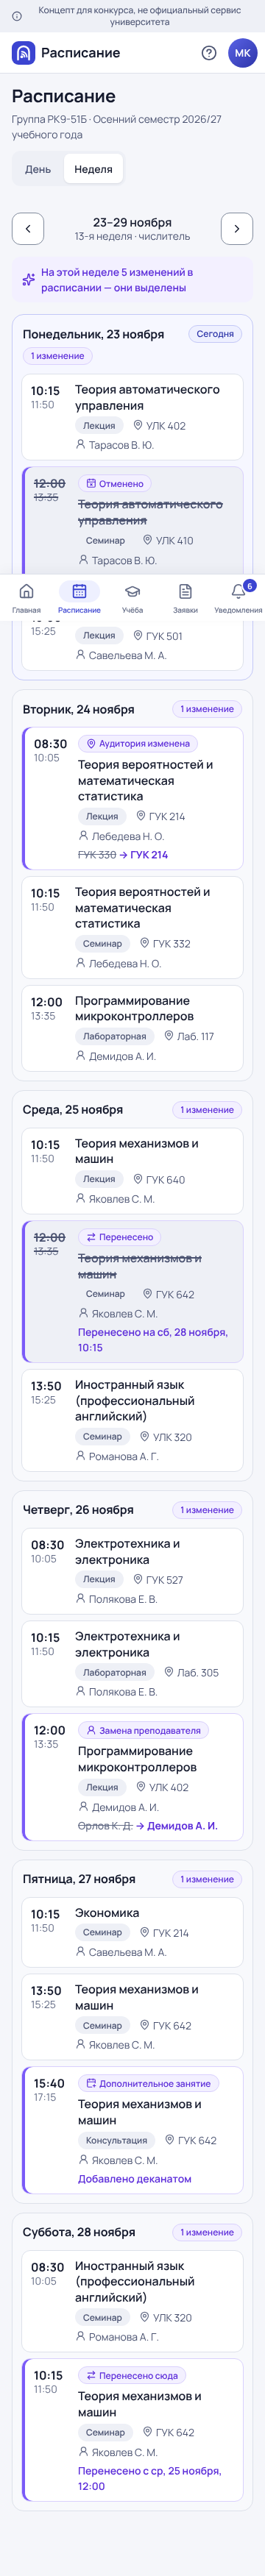 Концепт для конкурса, не официальный сервис
университета
Расписание
МК
Расписание
Группа РК9-51Б · Осенний семестр 2026/27
учебного года
День
Неделя
23–29 ноября
13-я неделя · числитель
На этой неделе 5 изменений в
расписании — они выделены
Понедельник, 23 ноября
Сегодня
1 изменение
10:15
11:50
Теория автоматического
управления
Лекция
УЛК 402
Тарасов В. Ю.
12:00
13:35
Отменено
Теория автоматического
управления
Семинар
УЛК 410
Тарасов В. Ю.
Главная
Расписание
Учёба
Заявки
6
Уведомления
15:25
Лекция
ГУК 501
Савельева М. А.
Вторник, 24 ноября
1 изменение
08:30
10:05
Аудитория изменена
Теория вероятностей и
математическая
статистика
Лекция
ГУК 214
Лебедева Н. О.
ГУК 330 → ГУК 214
10:15
11:50
Теория вероятностей и
математическая
статистика
Семинар
ГУК 332
Лебедева Н. О.
12:00
13:35
Программирование
микроконтроллеров
Лабораторная
Лаб. 117
Демидов А. И.
Среда, 25 ноября
1 изменение
10:15
11:50
Теория механизмов и
машин
Лекция
ГУК 640
Яковлев С. М.
12:00
13:35
Перенесено
Теория механизмов и
машин
Семинар
ГУК 642
Яковлев С. М.
Перенесено на сб, 28 ноября,
10:15
13:50
15:25
Иностранный язык
(профессиональный
английский)
Семинар
УЛК 320
Романова А. Г.
Четверг, 26 ноября
1 изменение
08:30
10:05
Электротехника и
электроника
Лекция
ГУК 527
Полякова Е. В.
10:15
11:50
Электротехника и
электроника
Лабораторная
Лаб. 305
Полякова Е. В.
12:00
13:35
Замена преподавателя
Программирование
микроконтроллеров
Лекция
УЛК 402
Демидов А. И.
Орлов К. Д. → Демидов А. И.
Пятница, 27 ноября
1 изменение
10:15
11:50
Экономика
Семинар
ГУК 214
Савельева М. А.
13:50
15:25
Теория механизмов и
машин
Семинар
ГУК 642
Яковлев С. М.
15:40
17:15
Дополнительное занятие
Теория механизмов и
машин
Консультация
ГУК 642
Яковлев С. М.
Добавлено деканатом
Суббота, 28 ноября
1 изменение
08:30
10:05
Иностранный язык
(профессиональный
английский)
Семинар
УЛК 320
Романова А. Г.
10:15
11:50
Перенесено сюда
Теория механизмов и
машин
Семинар
ГУК 642
Яковлев С. М.
Перенесено с ср, 25 ноября,
12:00